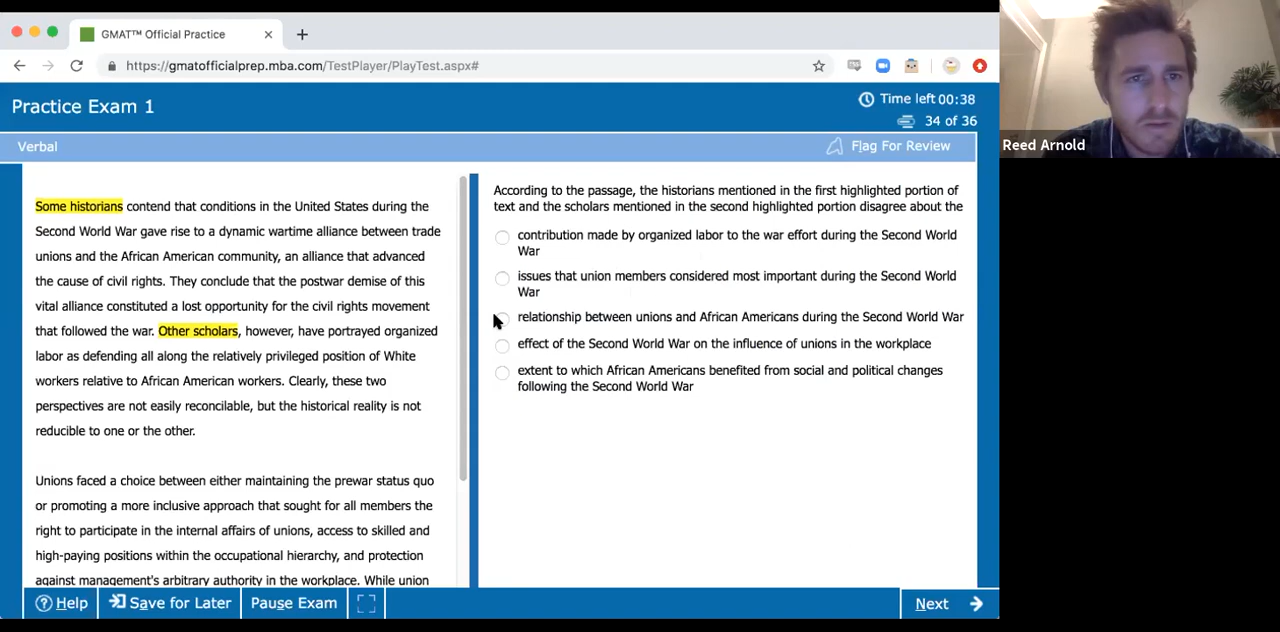 GMAT™ Official Practice
https://gmatofficialprep.mba.com/TestPlayer/PlayTest.aspx#
Practice Exam 1
Time left 00:38
34 of 36
Verbal
Flag For Review
Some historians contend that conditions in the United States during the
Second World War gave rise to a dynamic wartime alliance between trade
unions and the African American community, an alliance that advanced
the cause of civil rights. They conclude that the postwar demise of this
vital alliance constituted a lost opportunity for the civil rights movement
that followed the war. Other scholars, however, have portrayed organized
labor as defending all along the relatively privileged position of White
workers relative to African American workers. Clearly, these two
perspectives are not easily reconcilable, but the historical reality is not
reducible to one or the other.
Unions faced a choice between either maintaining the prewar status quo
or promoting a more inclusive approach that sought for all members the
right to participate in the internal affairs of unions, access to skilled and
high-paying positions within the occupational hierarchy, and protection
against management's arbitrary authority in the workplace. While union
According to the passage, the historians mentioned in the first highlighted portion of
text and the scholars mentioned in the second highlighted portion disagree about the
contribution made by organized labor to the war effort during the Second World
War
issues that union members considered most important during the Second World
War
relationship between unions and African Americans during the Second World War
effect of the Second World War on the influence of unions in the workplace
extent to which African Americans benefited from social and political changes
following the Second World War
Help
Save for Later
Pause Exam
Next
Reed Arnold